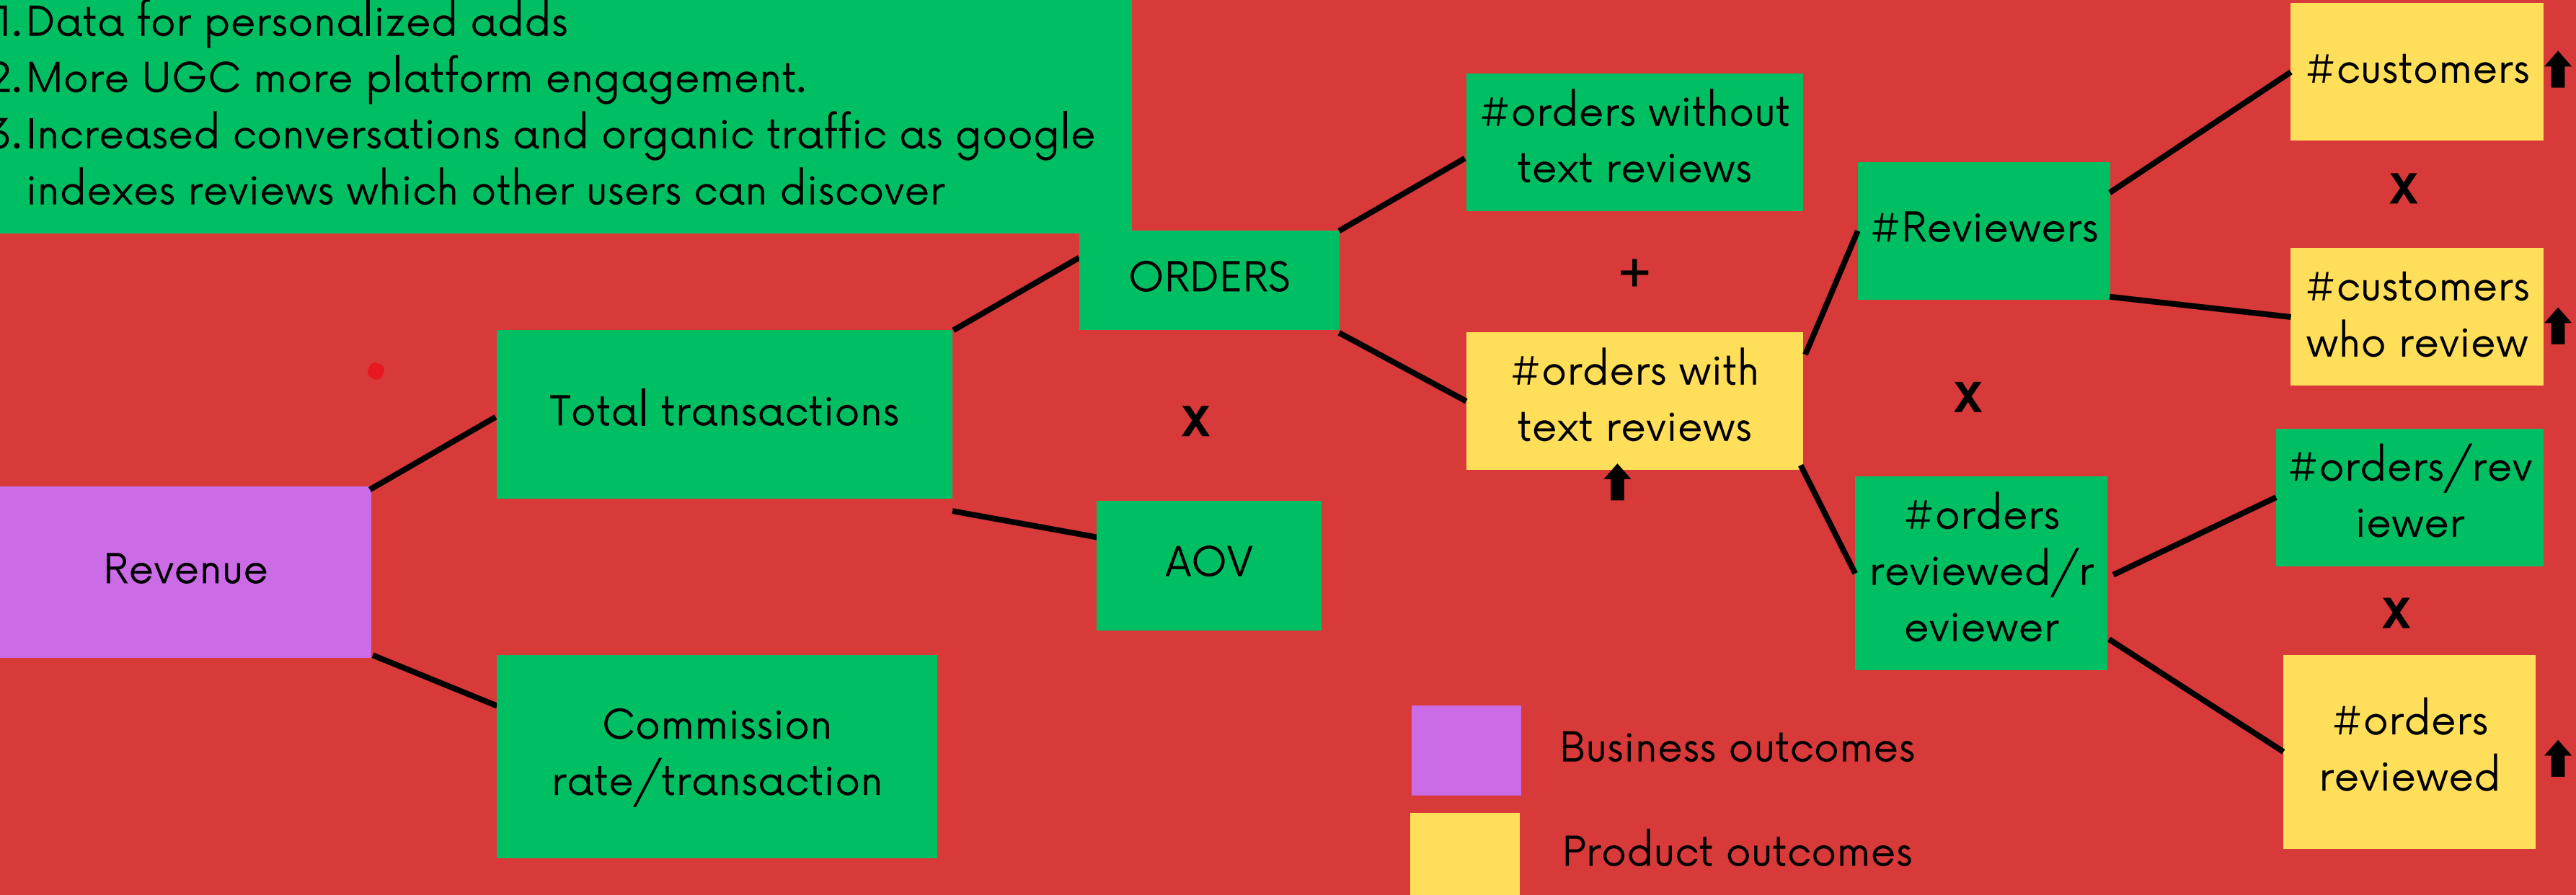 1. Data for personalized adds
2. More UGC more platform engagement.
3. Increased conversations and organic traffic as google
indexes reviews which other users can discover
#customers
x
#customers
who review
#orders without
text reviews
+
#orders with
text reviews
#Reviewers
x
#orders
reviewed/r
eviewer
#orders/rev
iewer
x
#orders
reviewed
ORDERS
x
AOV
Total transactions
Revenue
Commission
rate/transaction
Business outcomes
Product outcomes